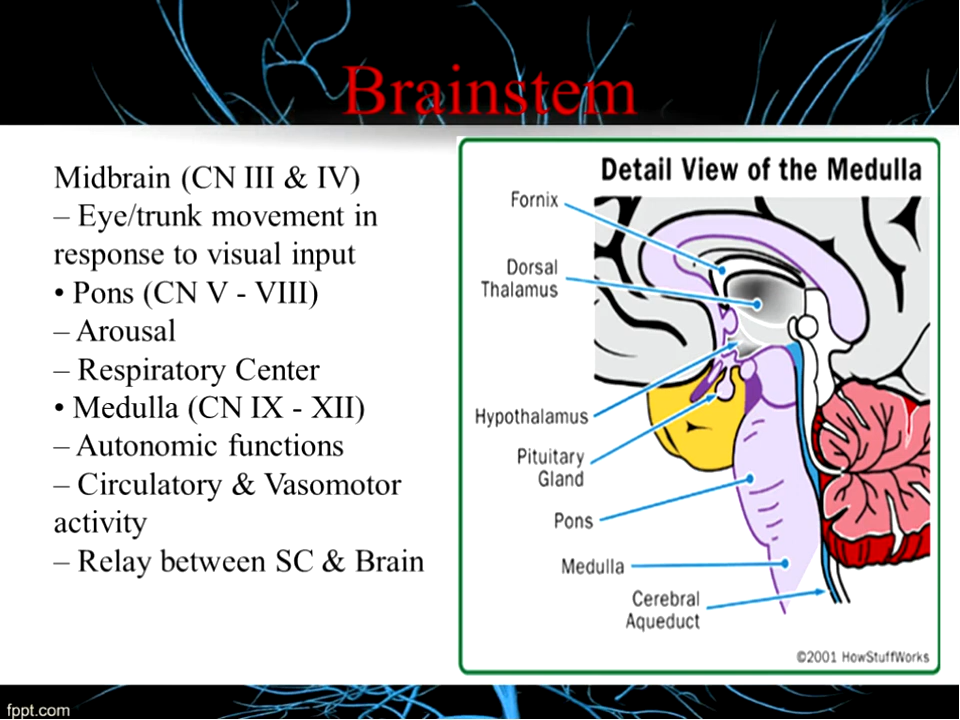 Brainstem
Midbrain (CN III & IV)
– Eye/trunk movement in
response to visual input
• Pons (CN V - VIII)
– Arousal
– Respiratory Center
• Medulla (CN IX - XII)
– Autonomic functions
– Circulatory & Vasomotor
activity
– Relay between SC & Brain
Detail View of the Medulla
Fornix
Dorsal
Thalamus
Hypothalamus
Pituitary
Gland
Pons
Medulla
Cerebral
Aqueduct
©2001 HowStuffWorks
fppt.com